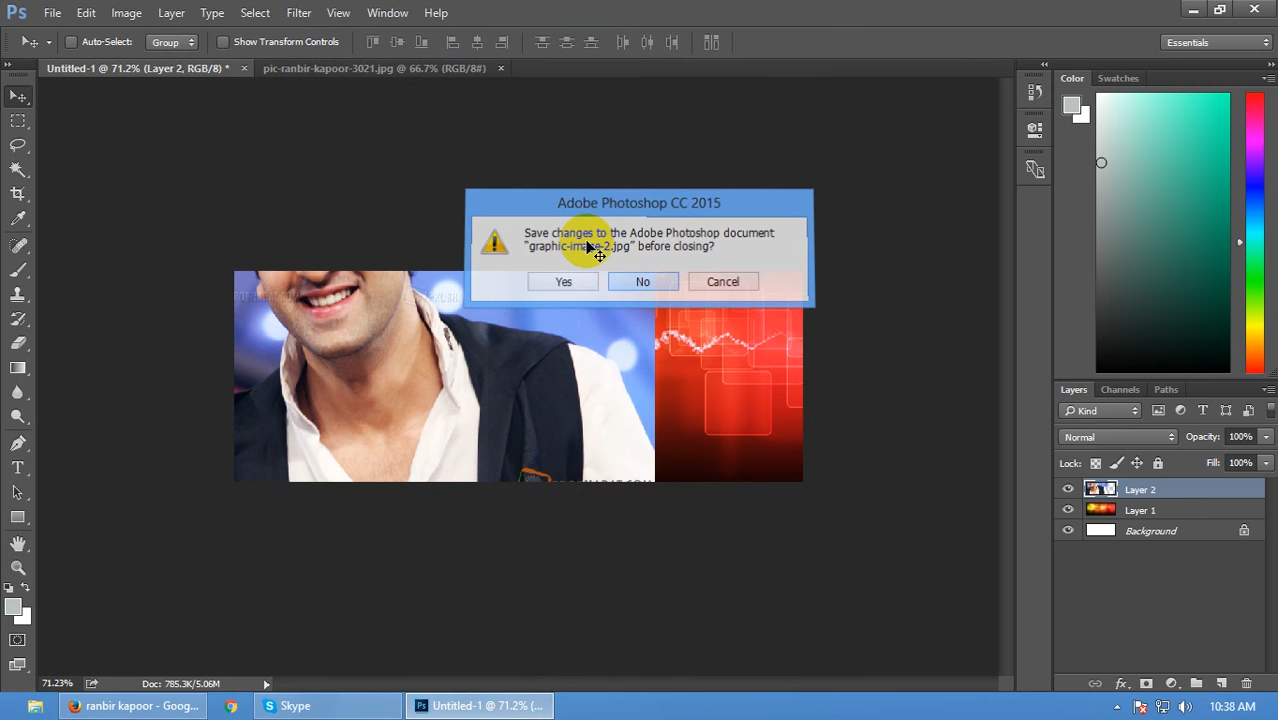 Ps File Edit Image Layer Type Select Filter View Window Help
Auto-Select: Group Show Transform Controls Essentials
Untitled-1 @ 71.2% (Layer 2, RGB/8) * × pic-ranbir-kapoor-3021.jpg @ 66.7% (RGB/8#) ×
Color Swatches
Adobe Photoshop CC 2015
Save changes to the Adobe Photoshop document
"graphic-image-2.jpg" before closing?
Yes No Cancel
Layers Channels Paths
Kind
Normal Opacity: 100%
Lock: Fill: 100%
Layer 2
Layer 1
Background
71.23% Doc: 785.3K/5.06M
ranbir kapoor - Goog... Skype Ps Untitled-1 @ 71.2% (... 10:38 AM